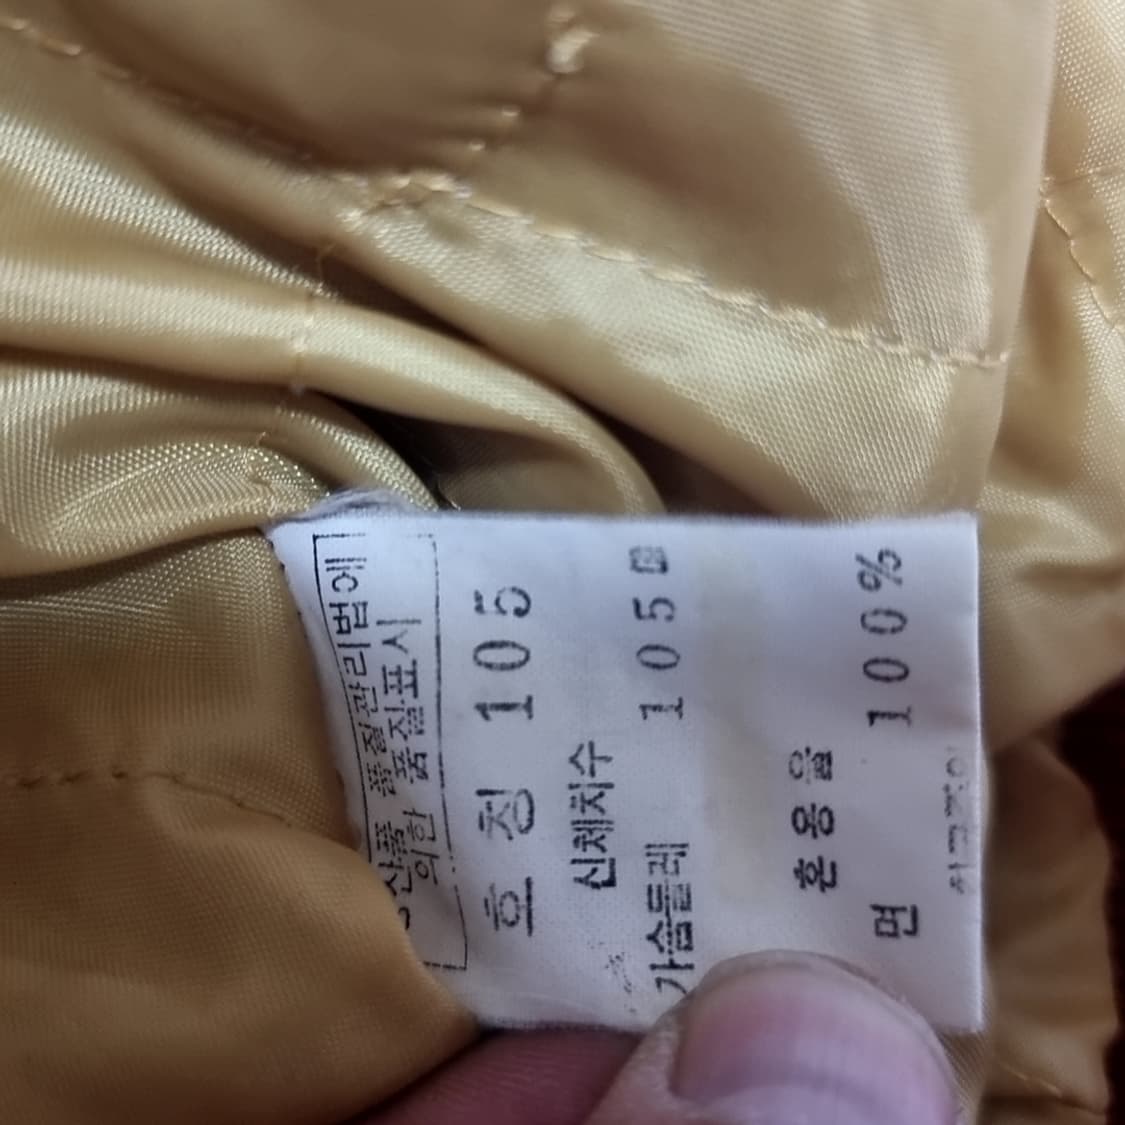 공산품 품질관리법에
의한 품질표시
호 칭 105
신체치수
가슴둘레 105㎝
혼용율
면 100%